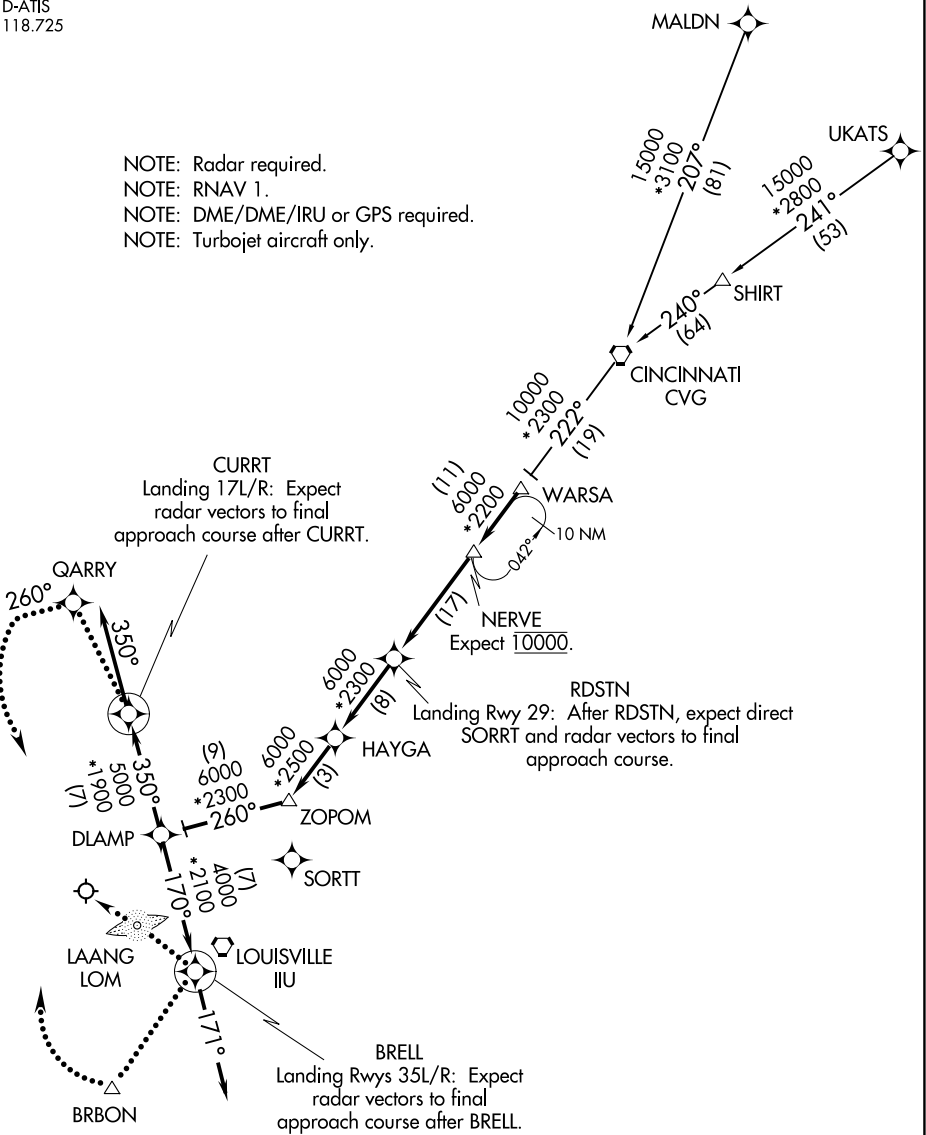 D-ATIS
118.725
MALDN
UKATS
NOTE: Radar required.
NOTE: RNAV 1.
NOTE: DME/DME/IRU or GPS required.
NOTE: Turbojet aircraft only.
15000
*3100
207°
(81)
15000
*2800
241°
(53)
SHIRT
240°
(64)
CINCINNATI
CVG
10000
*2300
222°
(19)
WARSA
(11)
6000
*2200
10 NM
042°
NERVE
Expect 10000.
(17)
CURRT
Landing 17L/R: Expect
radar vectors to final
approach course after CURRT.
QARRY
260°
350°
6000
*2300
(8)
RDSTN
Landing Rwy 29: After RDSTN, expect direct
SORRT and radar vectors to final
approach course.
HAYGA
6000
*2500
(3)
ZOPOM
(9)
6000
*2300
260°
350°
5000
*1900
(7)
DLAMP
SORTT
170°
*2100
4000
(7)
LAANG
LOM
LOUISVILLE
IIU
171°
BRELL
Landing Rwys 35L/R: Expect
radar vectors to final
approach course after BRELL.
BRBON